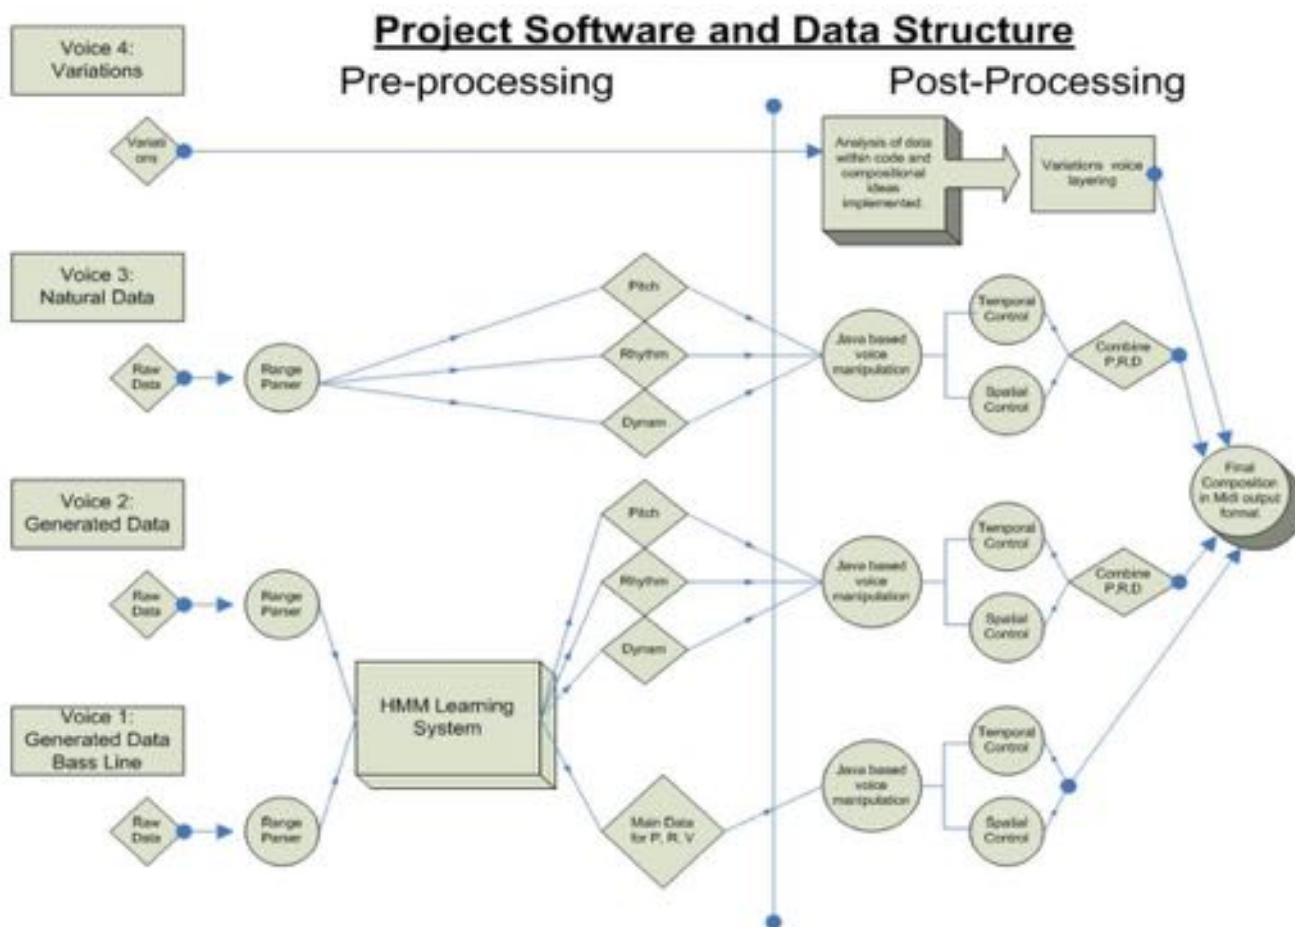 Project Software and Data Structure
Pre-processing
Post-Processing
Voice 4:
Variations
Variati
ons
Analysis of data
within code and
compositional
ideas
implemented.
Variations voice
layering
Voice 3:
Natural Data
Raw
Data
Range
Parser
Pitch
Rhythm
Dynam
Java based
voice
manipulation
Temporal
Control
Spatial
Control
Combine
P,R,D
Final
Composition
in Midi output
format
Voice 2:
Generated Data
Raw
Data
Range
Parser
Pitch
Rhythm
Dynam
Java based
voice
manipulation
Temporal
Control
Spatial
Control
Combine
P,R,D
HMM Learning
System
Voice 1:
Generated Data
Bass Line
Raw
Data
Range
Parser
Main Data
for P, R, V
Java based
voice
manipulation
Temporal
Control
Spatial
Control